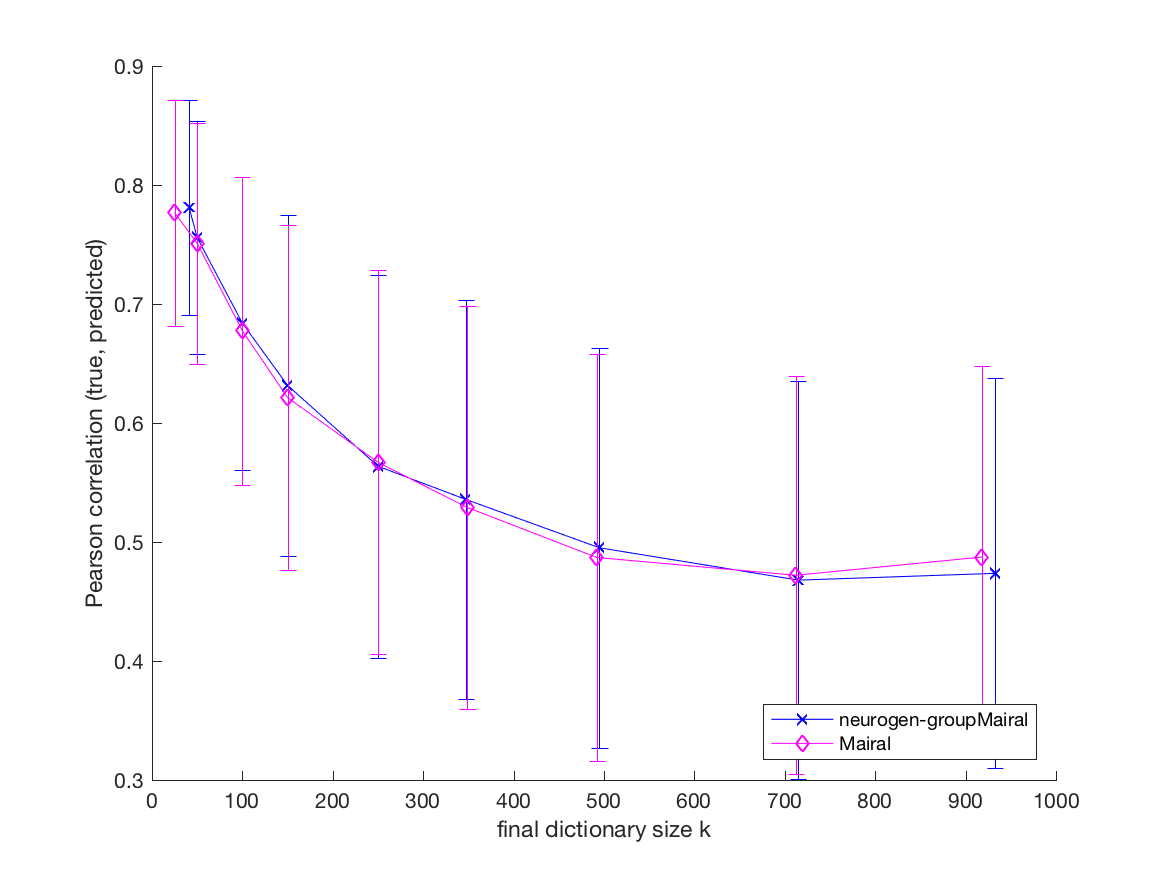 0.9
0.8
0.7
0.6
0.5
0.4
0.3
Pearson correlation (true, predicted)
neurogen-groupMairal
Mairal
0 100 200 300 400 500 600 700 800 900 1000
final dictionary size k